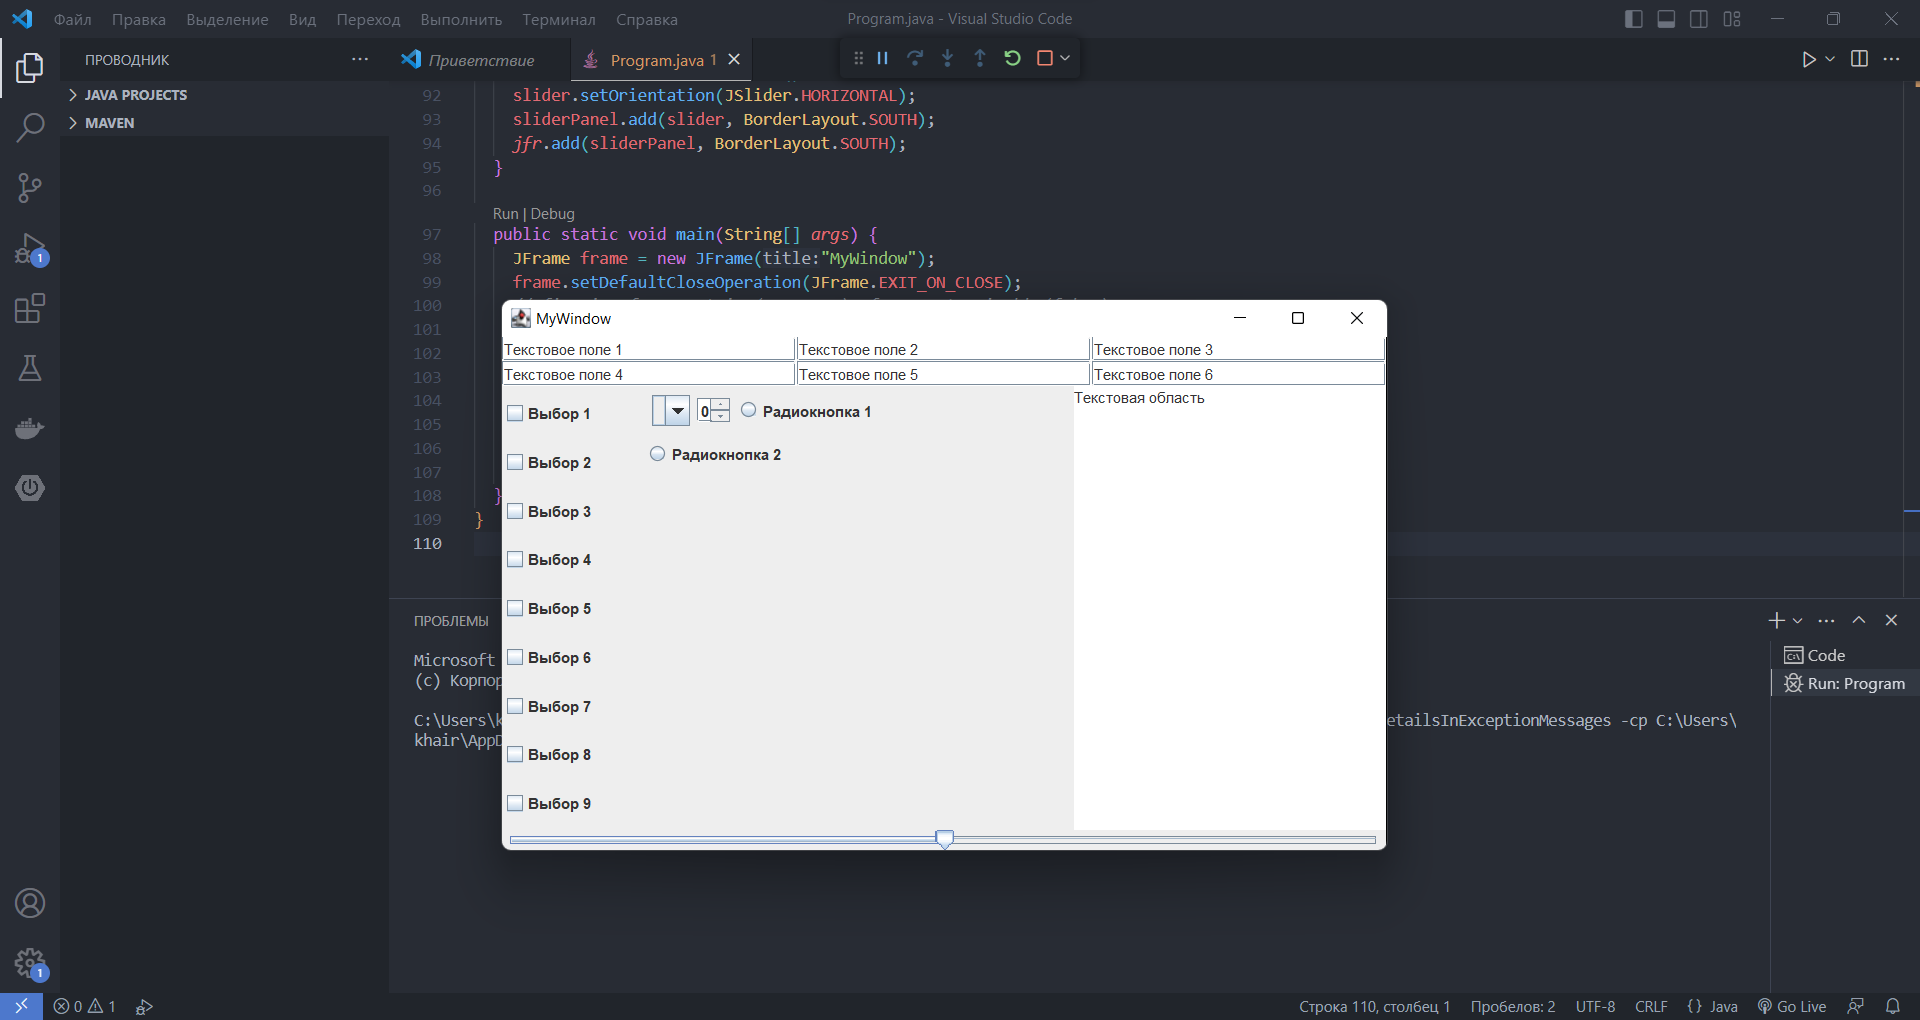 Файл Правка Выделение Вид Переход Выполнить Терминал Справка
Program.java - Visual Studio Code
ПРОВОДНИК
JAVA PROJECTS
MAVEN
Приветствие
Program.java 1
92 slider.setOrientation(JSlider.HORIZONTAL);
93 sliderPanel.add(slider, BorderLayout.SOUTH);
94 jfr.add(sliderPanel, BorderLayout.SOUTH);
95 }
96
Run | Debug
97 public static void main(String[] args) {
98 JFrame frame = new JFrame(title:"MyWindow");
99 frame.setDefaultCloseOperation(JFrame.EXIT_ON_CLOSE);
100
101
102
103
104
105
106
107
108 }
109 }
110
MyWindow
Текстовое поле 1 Текстовое поле 2 Текстовое поле 3
Текстовое поле 4 Текстовое поле 5 Текстовое поле 6
Выбор 1
0
Радиокнопка 1
Радиокнопка 2
Текстовая область
Выбор 2
Выбор 3
Выбор 4
Выбор 5
Выбор 6
Выбор 7
Выбор 8
Выбор 9
ПРОБЛЕМЫ
Microsoft
(c) Корпор
C:\Users\k
etailsInExceptionMessages -cp C:\Users\
khair\AppD
Code
Run: Program
1
1
0 1
Строка 110, столбец 1 Пробелов: 2 UTF-8 CRLF {} Java Go Live